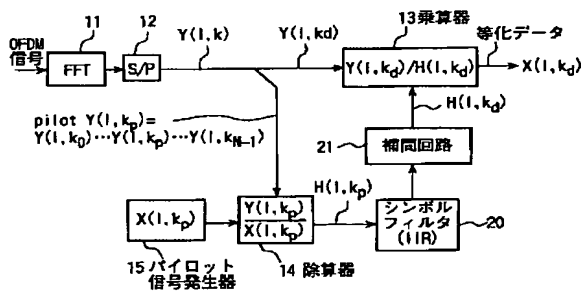 OFDM
信号
11
FFT
12
S/P
Y(l,k)
Y(l,kd)
13乗算器
Y(l,kd)/H(l,kd)
等化データ
X(l,kd)
H(l,kd)
21
補間回路
pilot Y(l,kp)=
Y(l,k0)…Y(l,kp)…Y(l,kN-1)
X(l,kp)
15 パイロット
信号発生器
Y(l,kp)
X(l,kp)
14 除算器
H(l,kp)
シンボル
フィルタ
(IIR)
20